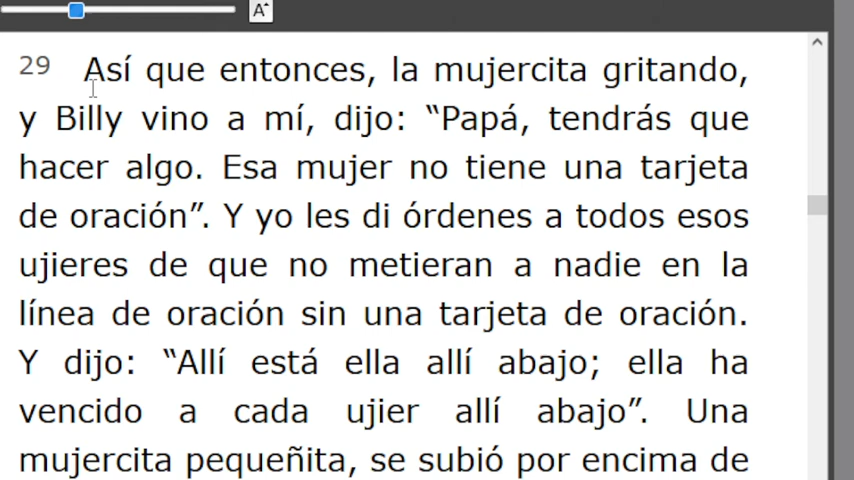 A
29 Así que entonces, la mujercita gritando,
y Billy vino a mí, dijo: “Papá, tendrás que
hacer algo. Esa mujer no tiene una tarjeta
de oración”. Y yo les di órdenes a todos esos
ujieres de que no metieran a nadie en la
línea de oración sin una tarjeta de oración.
Y dijo: “Allí está ella allí abajo; ella ha
vencido a cada ujier allí abajo”. Una
mujercita pequeñita, se subió por encima de